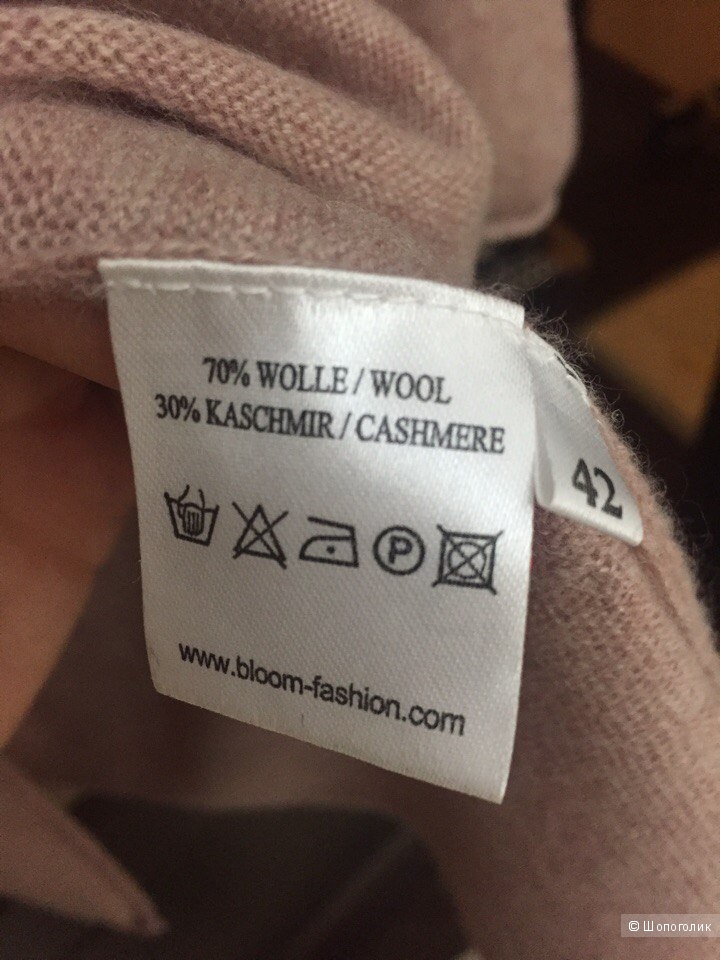 70% WOLLE / WOOL
30% KASCHMIR / CASHMERE
42
P
www.bloom-fashion.com
© Шопоголик